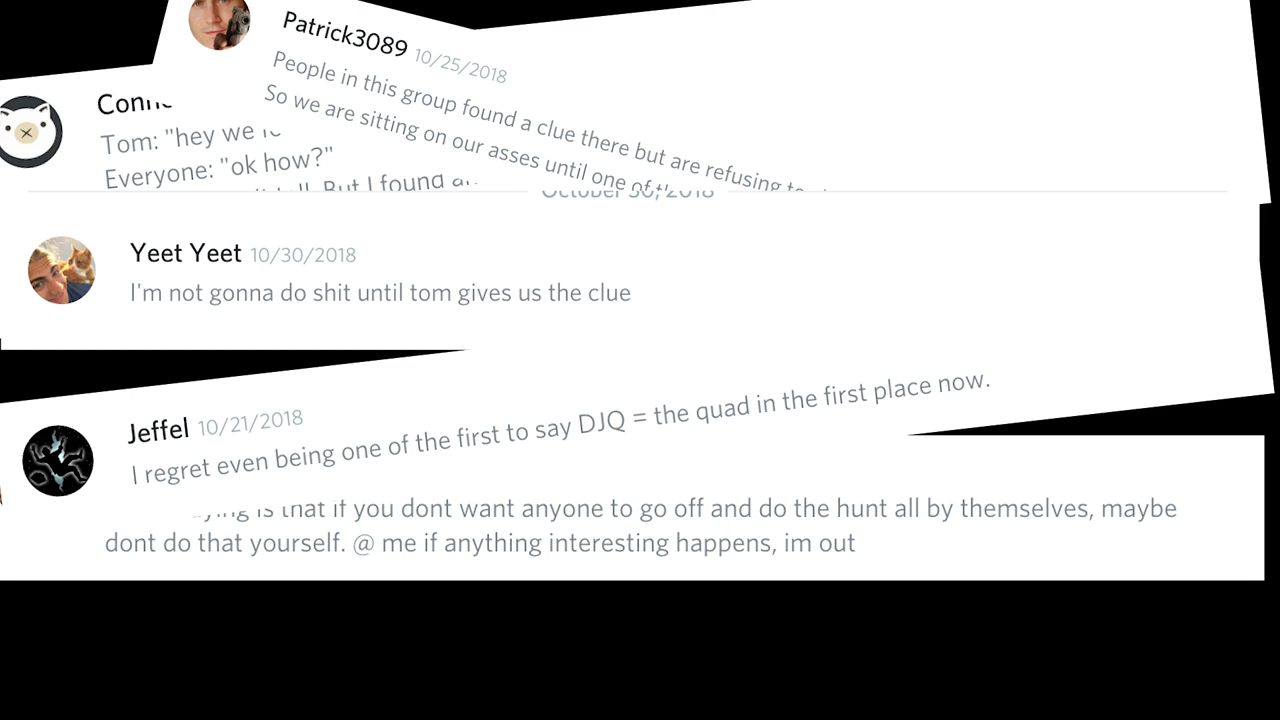 Patrick3089 10/25/2018
People in this group found a clue there but are refusing
So we are sitting on our asses until one
Tom: "hey we
Everyone: "ok how?"
But I found
October 30, 2018
Yeet Yeet 10/30/2018
I'm not gonna do shit until tom gives us the clue
Jeffel 10/21/2018
I regret even being one of the first to say DJQ = the quad in the first place now.
is that if you dont want anyone to go off and do the hunt all by themselves, maybe
dont do that yourself. @ me if anything interesting happens, im out